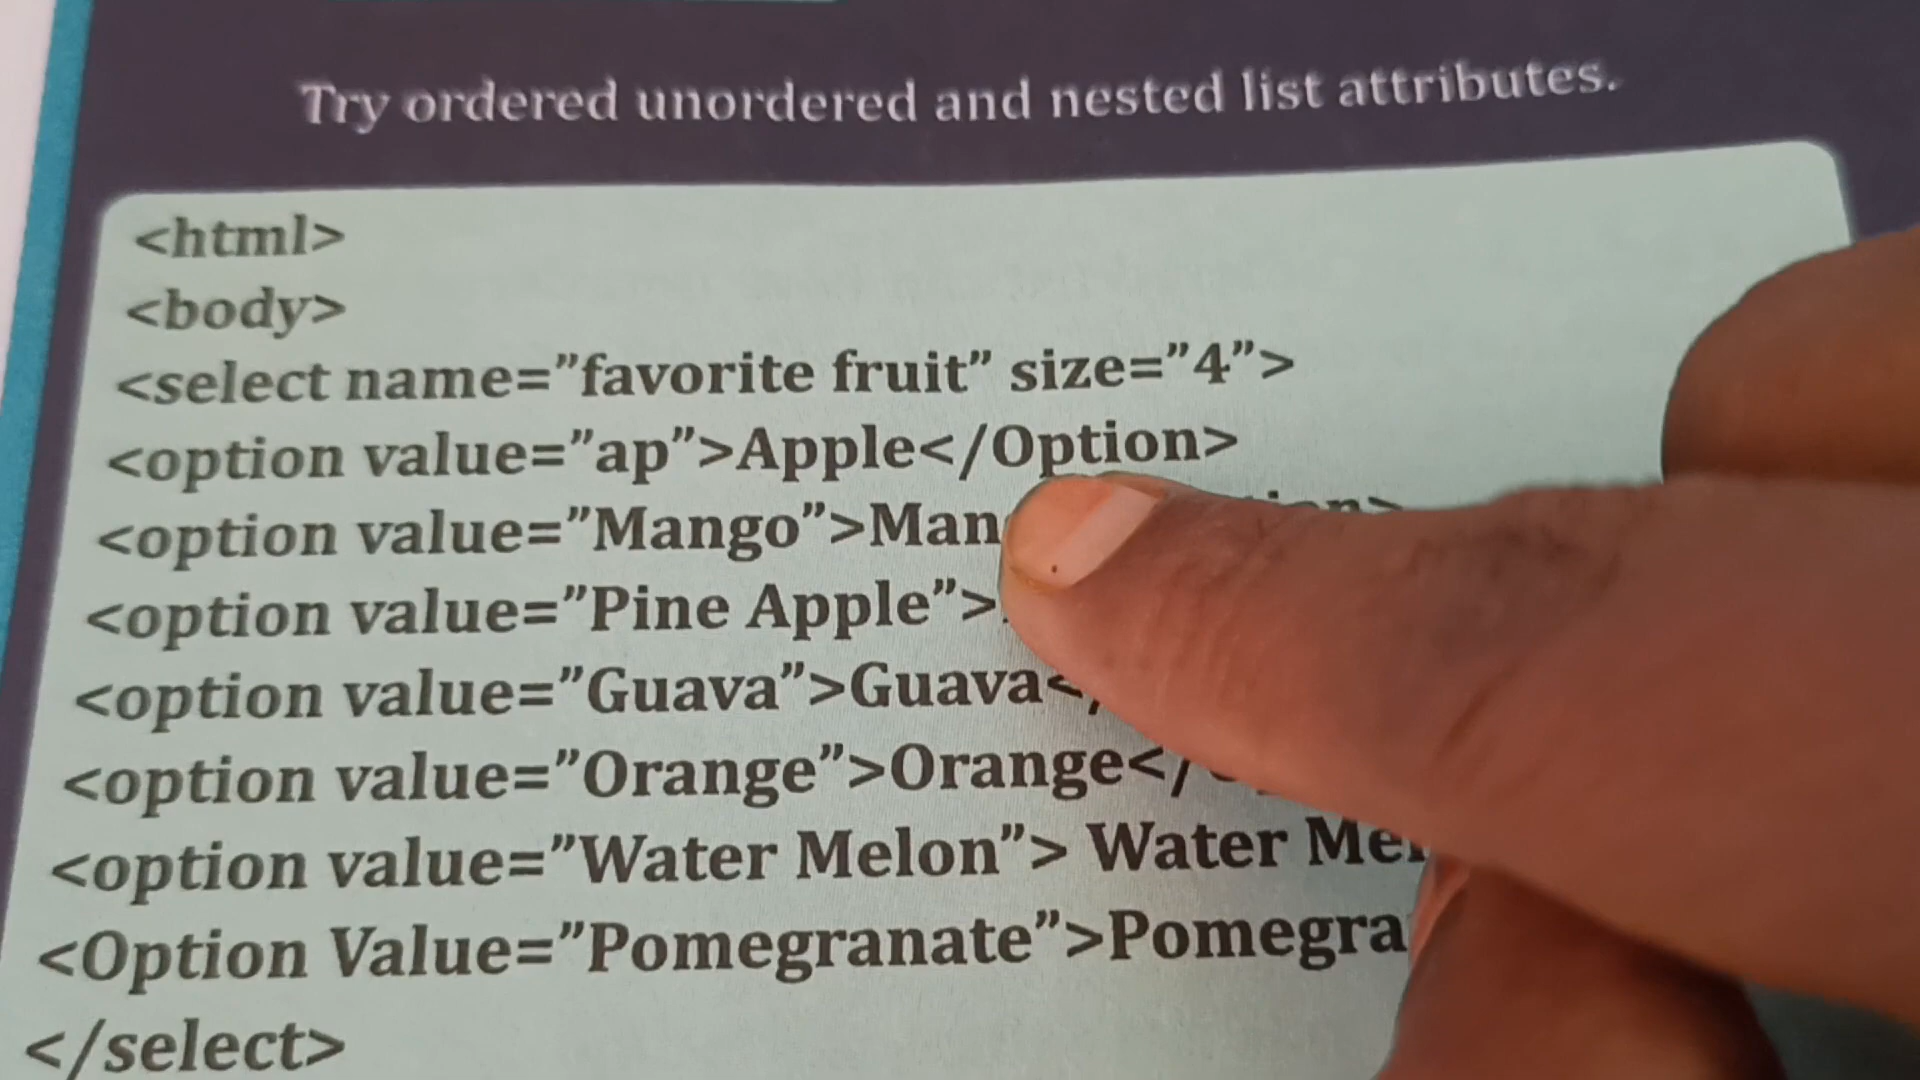 Try ordered unordered and nested list attributes.
<html>
<body>
<select name=”favorite fruit” size=”4”>
<option value=”ap”>Apple</Option>
<option value=”Mango”>Man
<option value=”Pine Apple”>
<option value=”Guava”>Guava<
<option value=”Orange”>Orange</
<option value=”Water Melon”> Water
<Option Value=”Pomegranate”>Pomegra
</select>